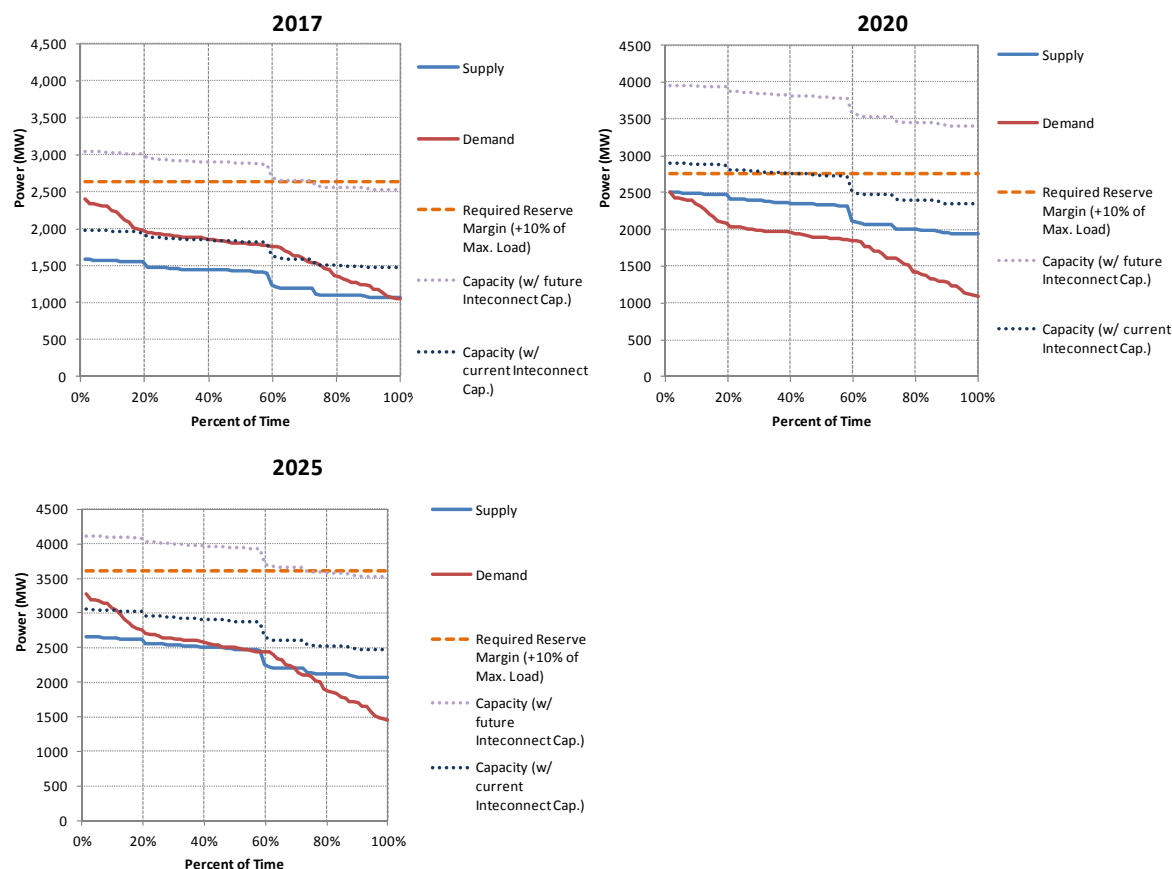 2017
4,500
4,000
3,500
3,000
2,500
2,000
1,500
1,000
500
0
Power (MW)
0% 20% 40% 60% 80% 100%
Percent of Time
Supply
Demand
Required Reserve
Margin (+10% of
Max. Load)
Capacity (w/ future
Inteconnect Cap.)
Capacity (w/
current Inteconnect
Cap.)
2020
4500
4000
3500
3000
2500
2000
1500
1000
500
0
Power (MW)
0% 20% 40% 60% 80% 100%
Percent of Time
Supply
Demand
Required Reserve
Margin (+10% of
Max. Load)
Capacity (w/ future
Inteconnect Cap.)
Capacity (w/ current
Inteconnect Cap.)
2025
4500
4000
3500
3000
2500
2000
1500
1000
500
0
Power (MW)
0% 20% 40% 60% 80% 100%
Percent of Time
Supply
Demand
Required Reserve
Margin (+10% of
Max. Load)
Capacity (w/
future
Inteconnect Cap.)
Capacity (w/
current
Inteconnect Cap.)